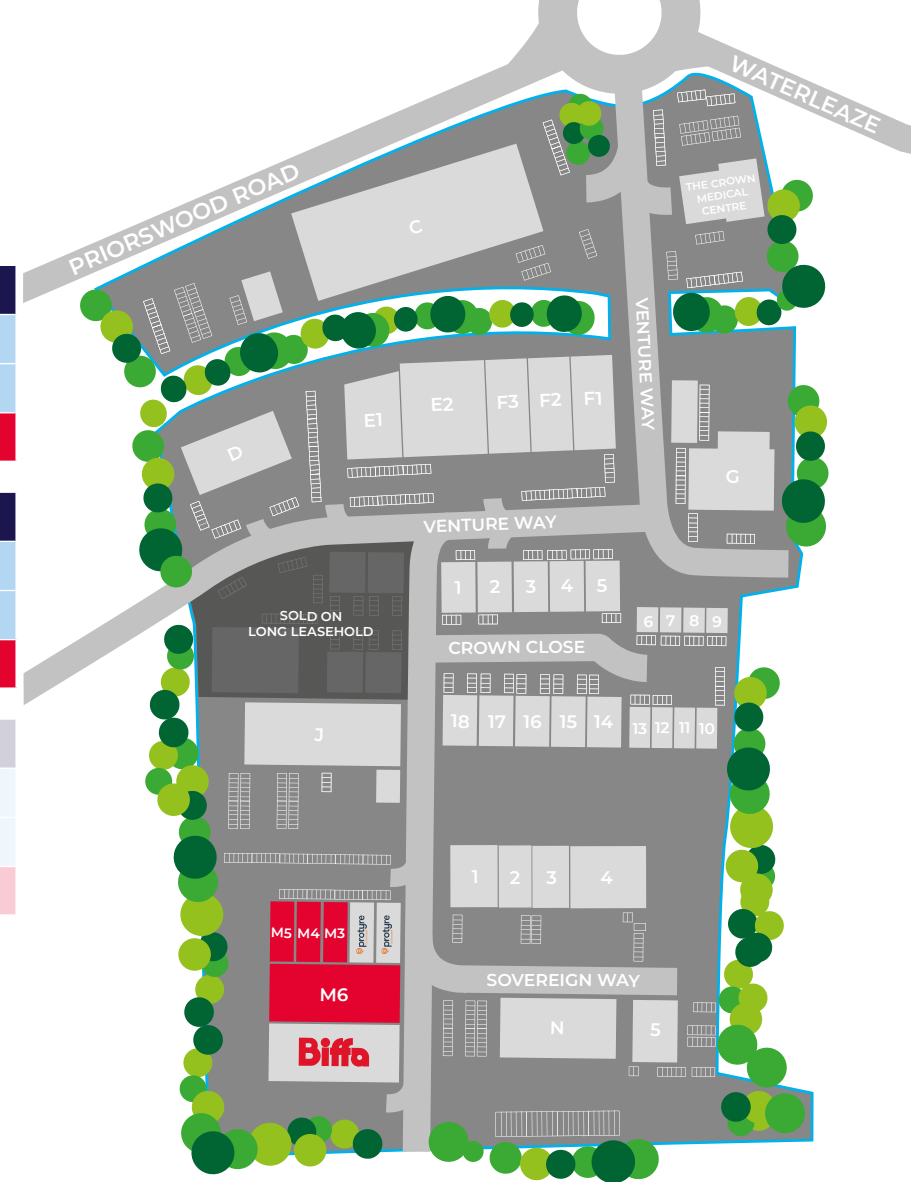 WATERLEAZE
PRIORSWOOD ROAD
THE CROWN
MEDICAL
CENTRE
C
VENTURE WAY
E1
E2
F3
F2
F1
D
G
VENTURE WAY
1
2
3
4
5
SOLD ON
LONG LEASEHOLD
6
7
8
9
CROWN CLOSE
18
17
16
15
14
13
12
11
10
J
1
2
3
4
M5
M4
M3
protyre
protyre
SOVEREIGN WAY
M6
N
5
Biffa